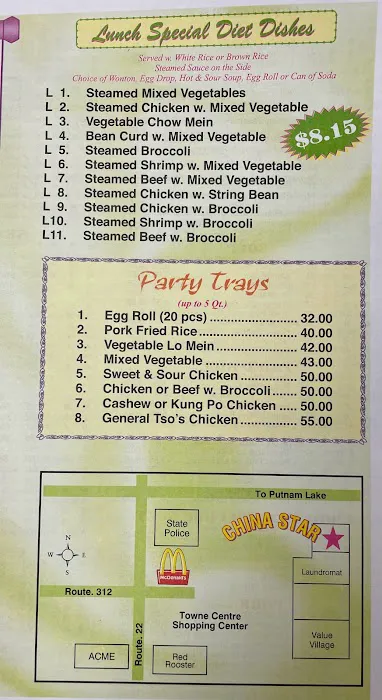 Lunch Special Diet Dishes
Served w. White Rice or Brown Rice
Steamed Sauce on the Side
Choice of Wonton, Egg Drop, Hot & Sour Soup, Egg Roll or Can of Soda
L 1. Steamed Mixed Vegetables
L 2. Steamed Chicken w. Mixed Vegetable
L 3. Vegetable Chow Mein
L 4. Bean Curd w. Mixed Vegetable
L 5. Steamed Broccoli
L 6. Steamed Shrimp w. Mixed Vegetable
L 7. Steamed Beef w. Mixed Vegetable
L 8. Steamed Chicken w. String Bean
L 9. Steamed Chicken w. Broccoli
L10. Steamed Shrimp w. Broccoli
L11. Steamed Beef w. Broccoli
$8.15
Party Trays
(up to 5 Qt.)
1. Egg Roll (20 pcs) ........................ 32.00
2. Pork Fried Rice ........................... 40.00
3. Vegetable Lo Mein ...................... 42.00
4. Mixed Vegetable ......................... 43.00
5. Sweet & Sour Chicken ............... 50.00
6. Chicken or Beef w. Broccoli ...... 50.00
7. Cashew or Kung Po Chicken ..... 50.00
8. General Tso's Chicken ............... 55.00
To Putnam Lake
State
Police
CHINA STAR
N
W E
S
McDonald's
Laundromat
Route. 312
Towne Centre
Shopping Center
Route. 22
ACME
Red
Rooster
Value
Village